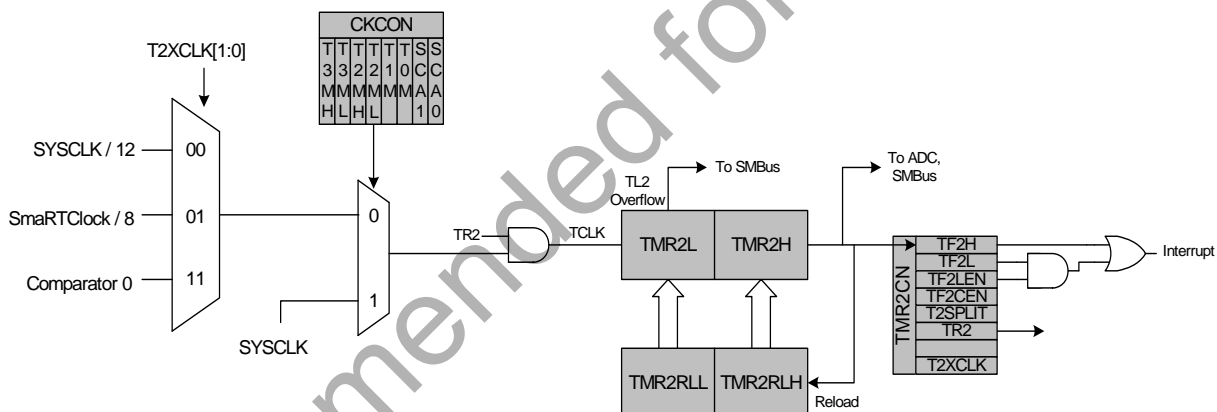 CKCON
T3MH T3ML T2MH T2ML T1M T0M SCA1 SCA0
T2XCLK[1:0]
SYSCLK / 12
00
SmaRTClock / 8
01
Comparator 0
11
0
1
SYSCLK
TR2
TCLK
TL2
Overflow
To SMBus
To ADC,
SMBus
TMR2L
TMR2H
TMR2RLL
TMR2RLH
Reload
TMR2CN
TF2H
TF2L
TF2LEN
TF2CEN
T2SPLIT
TR2
T2XCLK
Interrupt
mended for